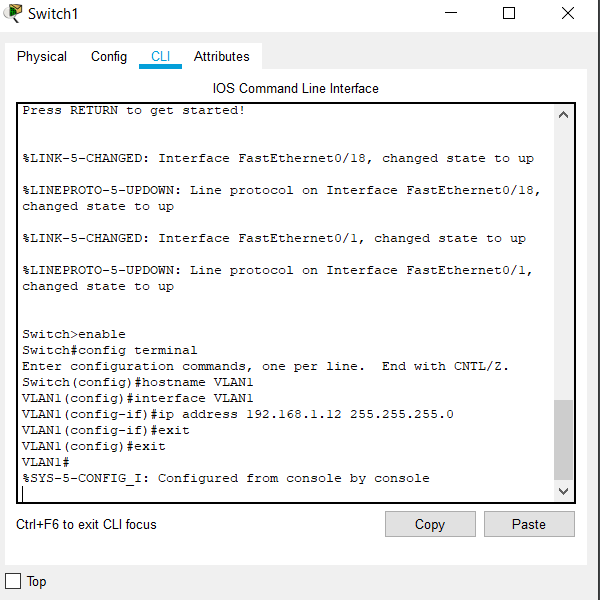 Switch1
Physical Config CLI Attributes
IOS Command Line Interface
Press RETURN to get started!
%LINK-5-CHANGED: Interface FastEthernet0/18, changed state to up
%LINEPROTO-5-UPDOWN: Line protocol on Interface FastEthernet0/18,
changed state to up
%LINK-5-CHANGED: Interface FastEthernet0/1, changed state to up
%LINEPROTO-5-UPDOWN: Line protocol on Interface FastEthernet0/1,
changed state to up
Switch>enable
Switch#config terminal
Enter configuration commands, one per line.  End with CNTL/Z.
Switch(config)#hostname VLAN1
VLAN1(config)#interface VLAN1
VLAN1(config-if)#ip address 192.168.1.12 255.255.255.0
VLAN1(config-if)#exit
VLAN1(config)#exit
VLAN1#
%SYS-5-CONFIG_I: Configured from console by console
Ctrl+F6 to exit CLI focus Copy Paste
Top